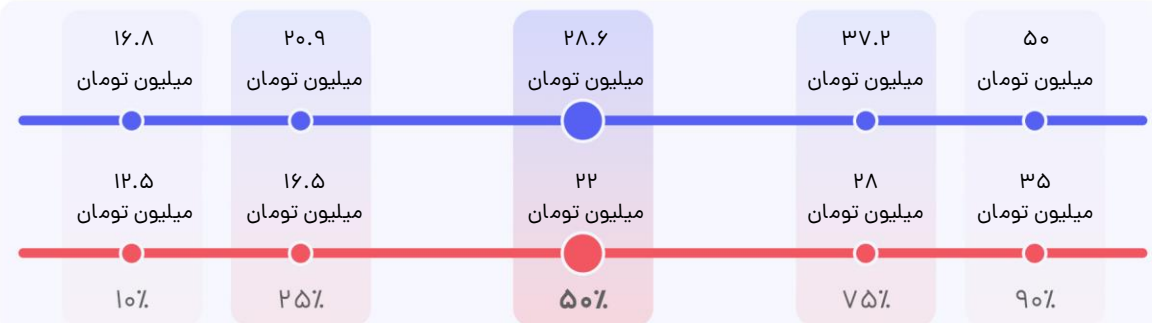 ۱۶.۸ ۲۰.۹ ۲۸.۶ ۳۷.۲ ۵۰
میلیون تومان میلیون تومان میلیون تومان میلیون تومان میلیون تومان
۱۲.۵ ۱۶.۵ ۲۲ ۲۸ ۳۵
میلیون تومان میلیون تومان میلیون تومان میلیون تومان میلیون تومان
۱۰٪ ۲۵٪ ۵۰٪ ۷۵٪ ۹۰٪